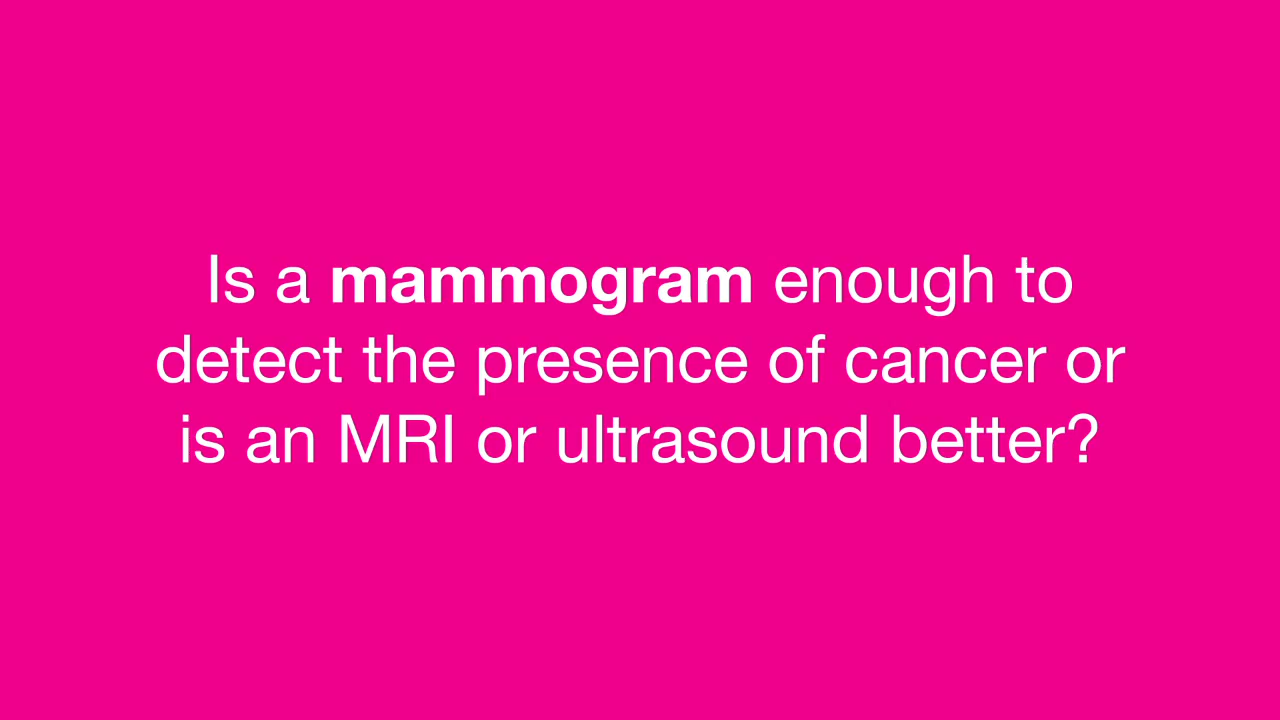 Is a mammogram enough to
detect the presence of cancer or
is an MRI or ultrasound better?